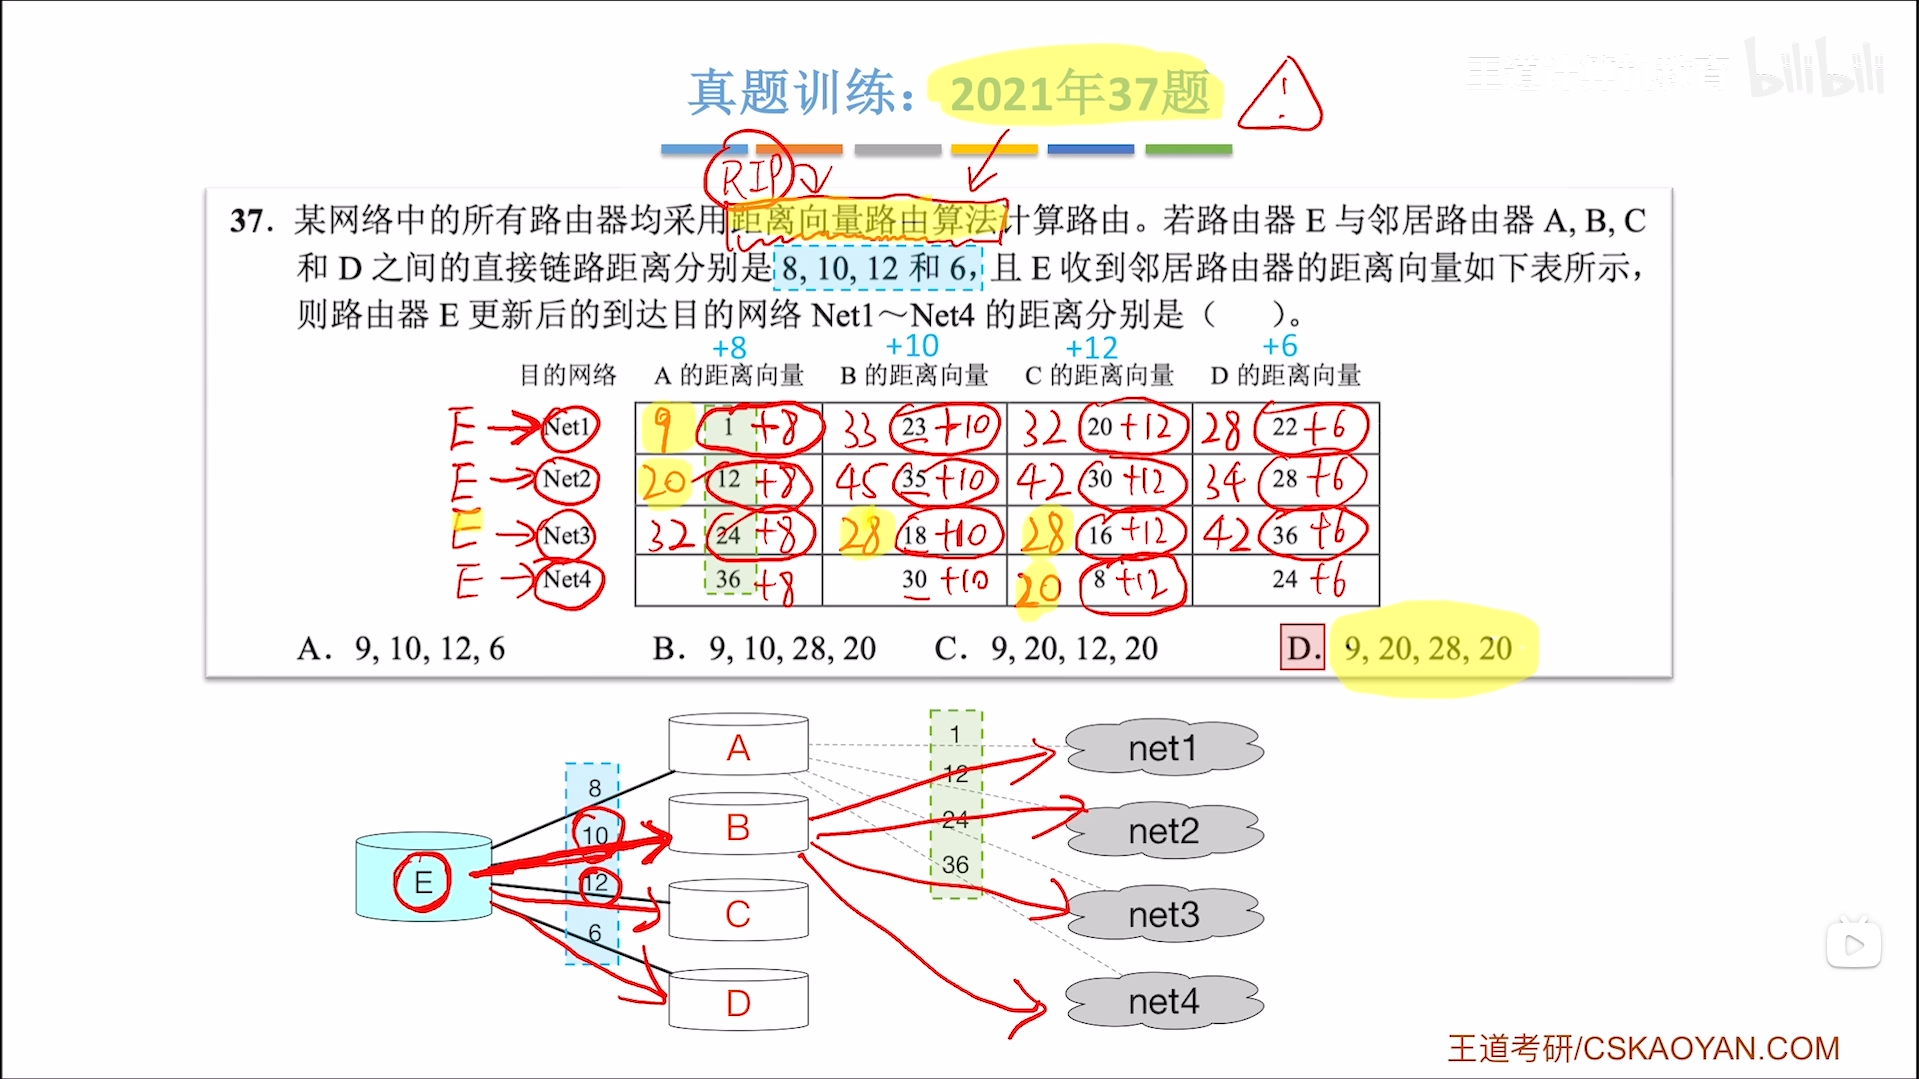 真题训练：2021年37题
!
bilibili
RIP
37. 某网络中的所有路由器均采用距离向量路由算法计算路由。若路由器 E 与邻居路由器 A, B, C
和 D 之间的直接链路距离分别是 8, 10, 12 和 6，且 E 收到邻居路由器的距离向量如下表所示，
则路由器 E 更新后的到达目的网络 Net1～Net4 的距离分别是（ ）。
+8 +10 +12 +6
目的网络 A 的距离向量 B 的距离向量 C 的距离向量 D 的距离向量
E Net1 9 1 +8 33 23 +10 32 20 +12 28 22 +6
E Net2 20 12 +8 45 35 +10 42 30 +12 34 28 +6
E Net3 32 24 +8 28 18 +10 28 16 +12 42 36 +6
E Net4 36 +8 30 +10 20 8 +12 24 +6
A. 9, 10, 12, 6 B. 9, 10, 28, 20 C. 9, 20, 12, 20 D. 9, 20, 28, 20
A
B
C
D
E
8
10
12
6
1
12
24
36
net1
net2
net3
net4
王道考研/CSKAOYAN.COM